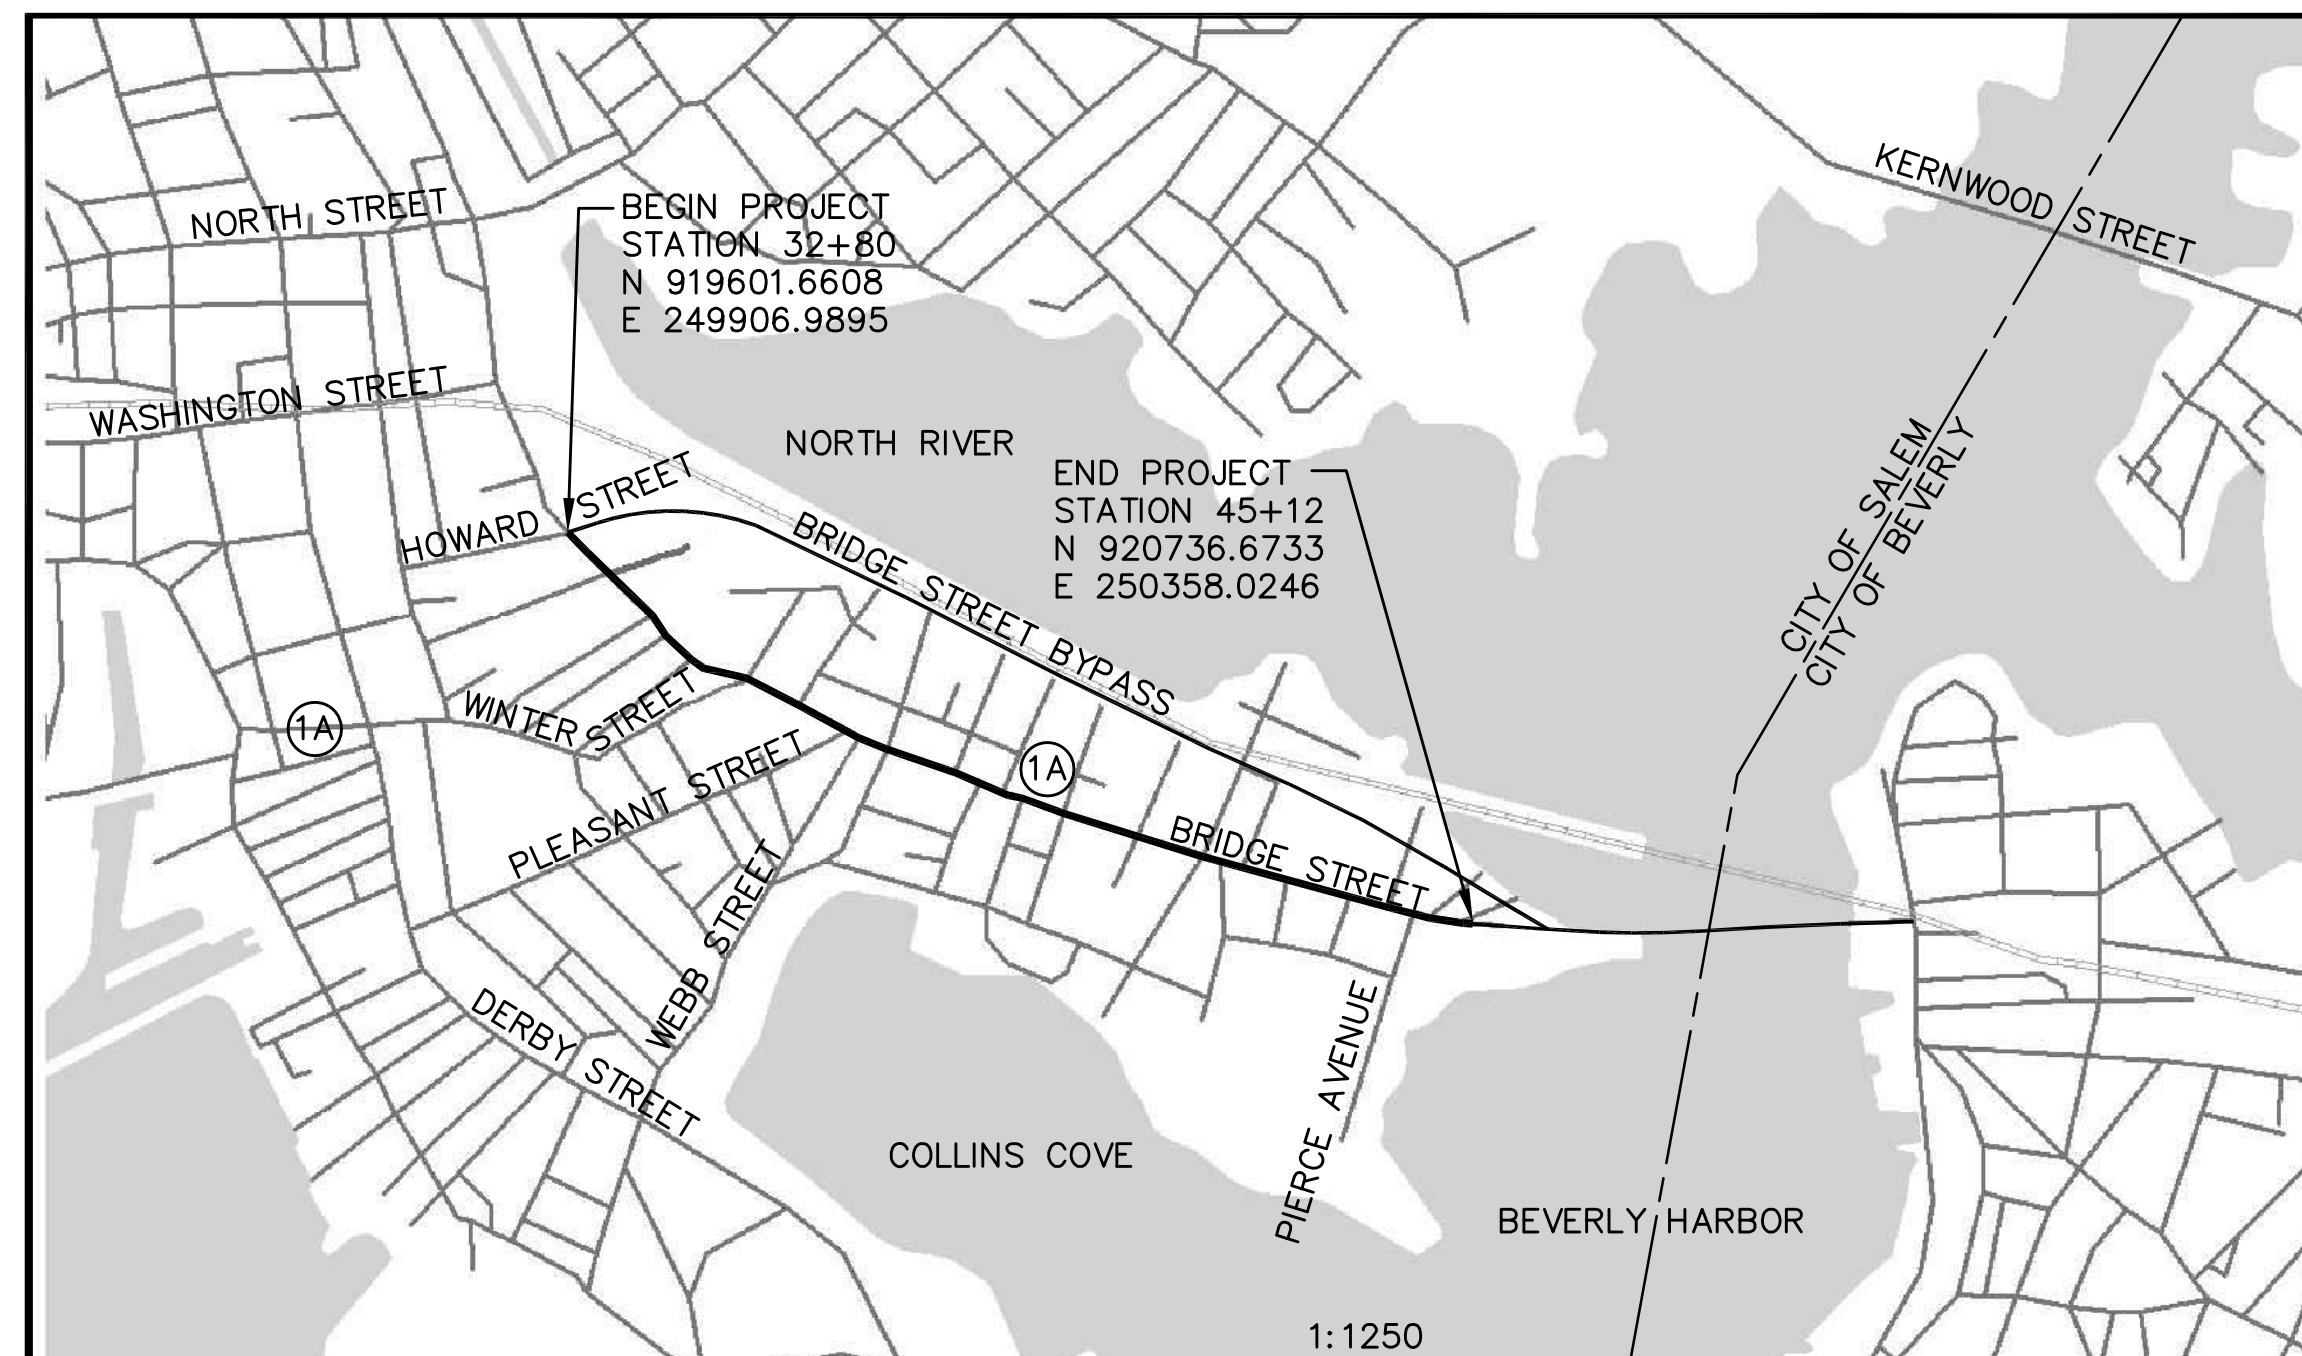 KERNWOOD STREET
NORTH STREET
BEGIN PROJECT
STATION 32+80
N 919601.6608
E 249906.9895
WASHINGTON STREET
NORTH RIVER
END PROJECT
STATION 45+12
N 920736.6733
E 250358.0246
HOWARD STREET
BRIDGE STREET BYPASS
CITY OF SALEM
CITY OF BEVERLY
WINTER STREET
1A
PLEASANT STREET
1A
BRIDGE STREET
WEBB STREET
DERBY STREET
PIERCE AVENUE
COLLINS COVE
BEVERLY HARBOR
1:1250